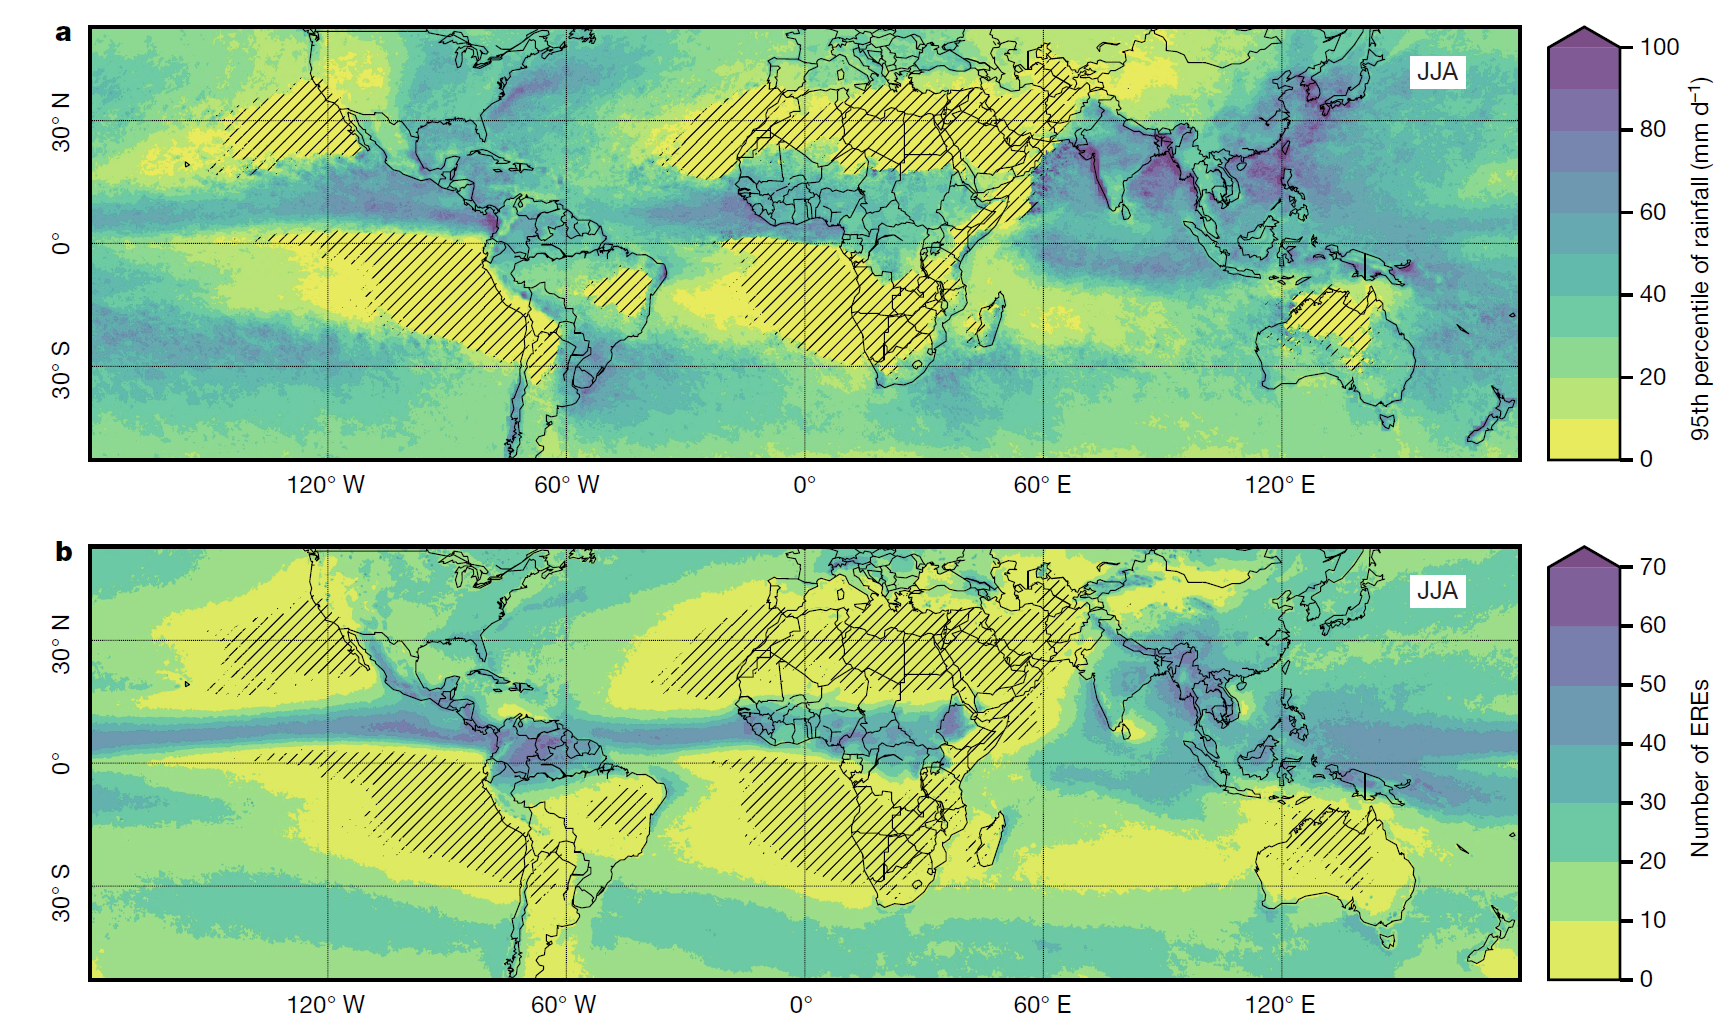 a
JJA
30° N
0°
30° S
120° W 60° W 0° 60° E 120° E
100
80
60
40
20
0
95th percentile of rainfall (mm d⁻¹)
b
JJA
30° N
0°
30° S
120° W 60° W 0° 60° E 120° E
70
60
50
40
30
20
10
0
Number of EREs